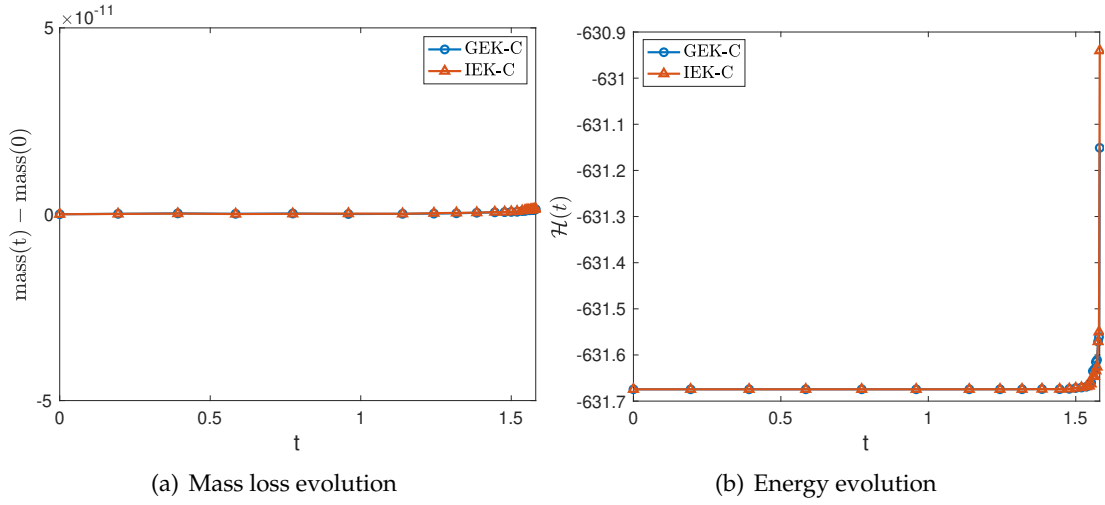 ×10⁻¹¹
5
GEK-C
IEK-C
mass(t) − mass(0)
0
-5
0
0.5
1
1.5
t
(a) Mass loss evolution
-630.9
GEK-C
IEK-C
-631
-631.1
-631.2
-631.3
ℋ(t)
-631.4
-631.5
-631.6
-631.7
0
0.5
1
1.5
t
(b) Energy evolution